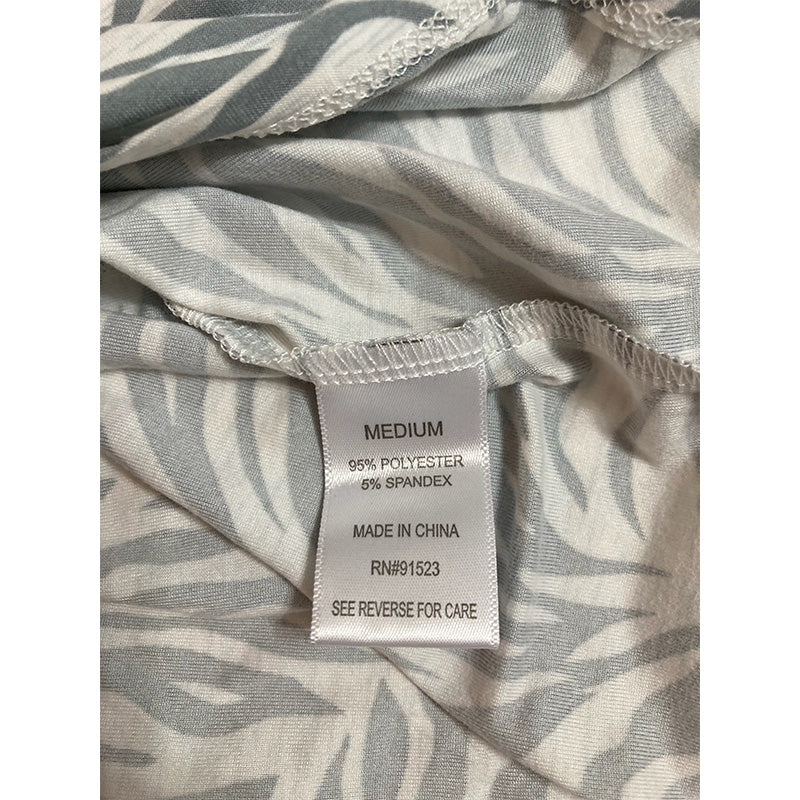 MEDIUM
95% POLYESTER
5% SPANDEX
MADE IN CHINA
RN#91523
SEE REVERSE FOR CARE